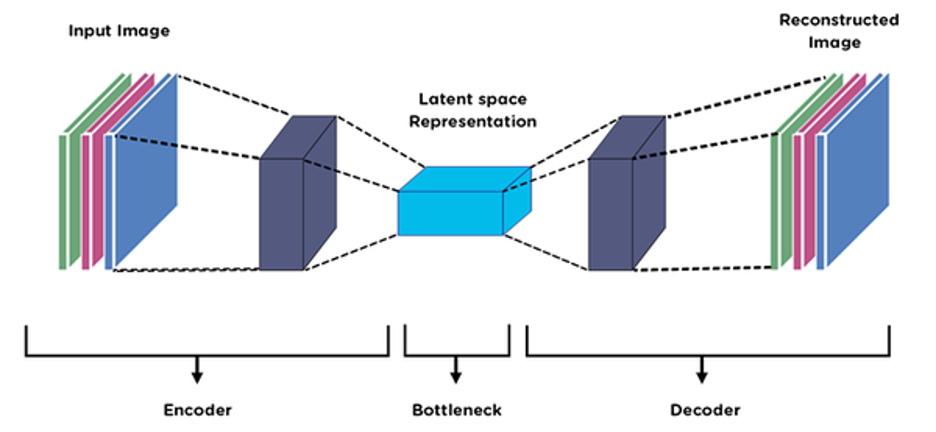 Input Image
Reconstructed
Image
Latent space
Representation
Encoder
Bottleneck
Decoder